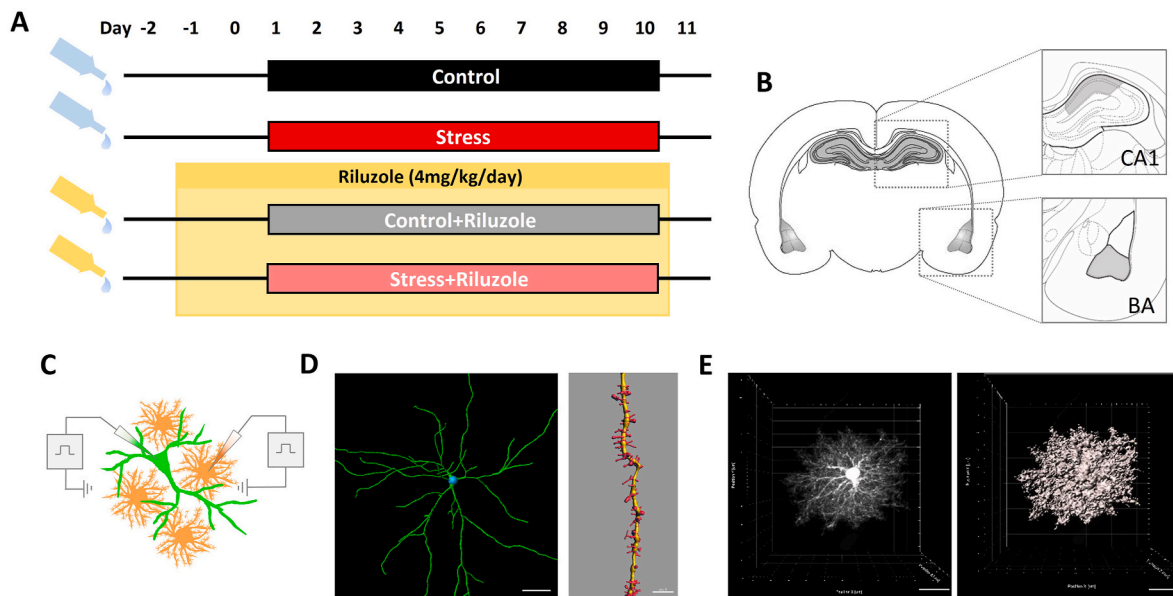 A
Day -2 -1 0 1 2 3 4 5 6 7 8 9 10 11
Control
Stress
Riluzole (4mg/kg/day)
Control+Riluzole
Stress+Riluzole
B
CA1
BA
C
D
E